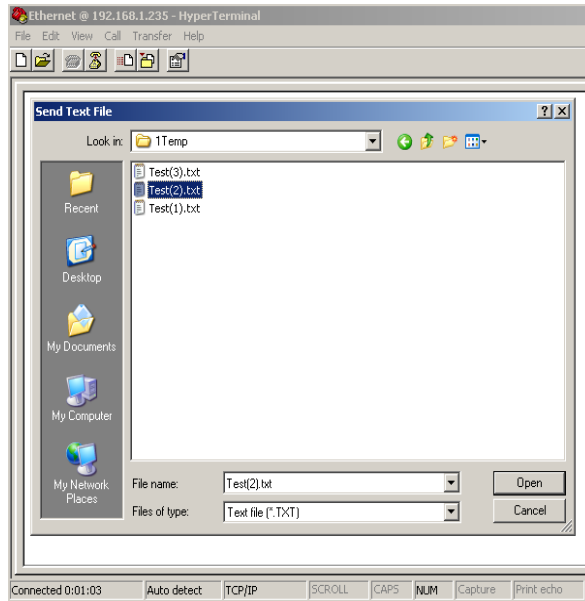 Ethernet @ 192.168.1.235 - HyperTerminal
File Edit View Call Transfer Help
Send Text File
Look in: 1Temp
Test(3).txt
Test(2).txt
Test(1).txt
Recent
Desktop
My Documents
My Computer
My Network
Places
File name: Test(2).txt Open
Files of type: Text file (*.TXT) Cancel
Connected 0:01:03 Auto detect TCP/IP SCROLL CAPS NUM Capture Print echo